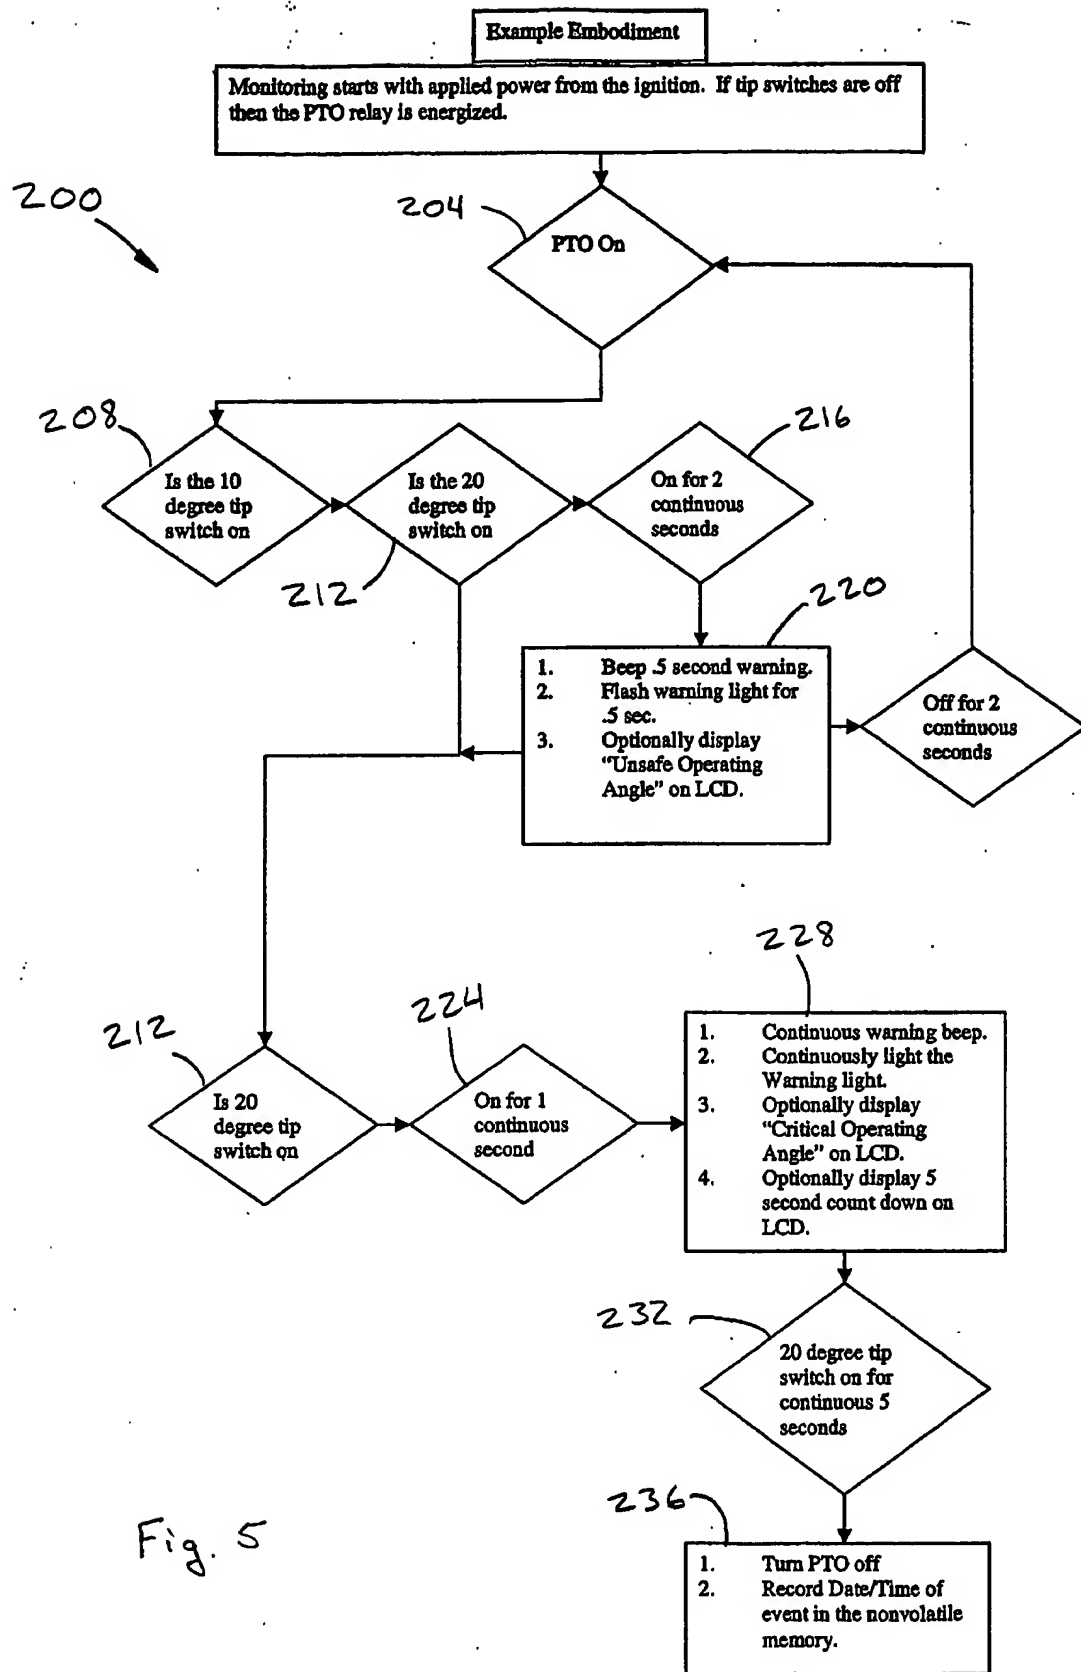 Example Embodiment
Monitoring starts with applied power from the ignition. If tip switches are off
then the PTO relay is energized.
200
204
PTO On
208
216
Is the 10
degree tip
switch on
Is the 20
degree tip
switch on
On for 2
continuous
seconds
212
220
1. Beep .5 second warning.
2. Flash warning light for
.5 sec.
3. Optionally display
“Unsafe Operating
Angle” on LCD.
Off for 2
continuous
seconds
228
212
224
Is 20
degree tip
switch on
On for 1
continuous
second
1. Continuous warning beep.
2. Continuously light the
Warning light.
3. Optionally display
“Critical Operating
Angle” on LCD.
4. Optionally display 5
second count down on
LCD.
232
20 degree tip
switch on for
continuous 5
seconds
236
Fig. 5
1. Turn PTO off
2. Record Date/Time of
event in the nonvolatile
memory.